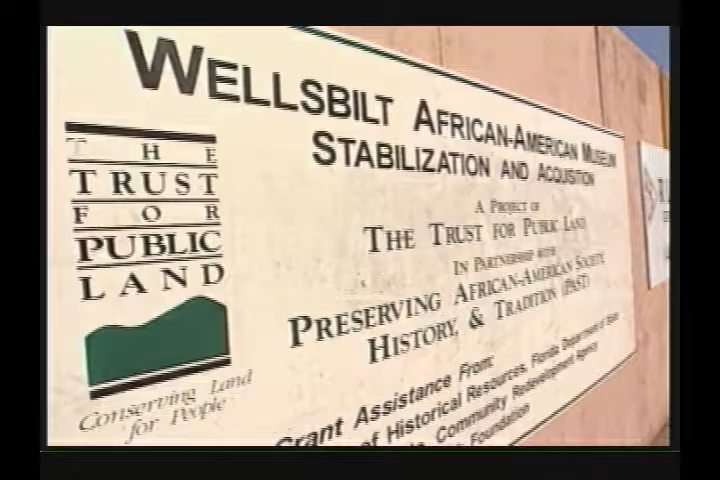 WELLSBILT AFRICAN-AMERICAN MUSEUM
STABILIZATION AND ACQUISITION
THE
TRUST
FOR
PUBLIC
LAND
Conserving Land
for People
A PROJECT OF
THE TRUST FOR PUBLIC LAND
IN PARTNERSHIP WITH
PRESERVING AFRICAN-AMERICAN SOCIETY
HISTORY, & TRADITION (PAST)
Grant Assistance From:
of Historical Resources, Florida Department of State
Community Redevelopment Agency
Foundation